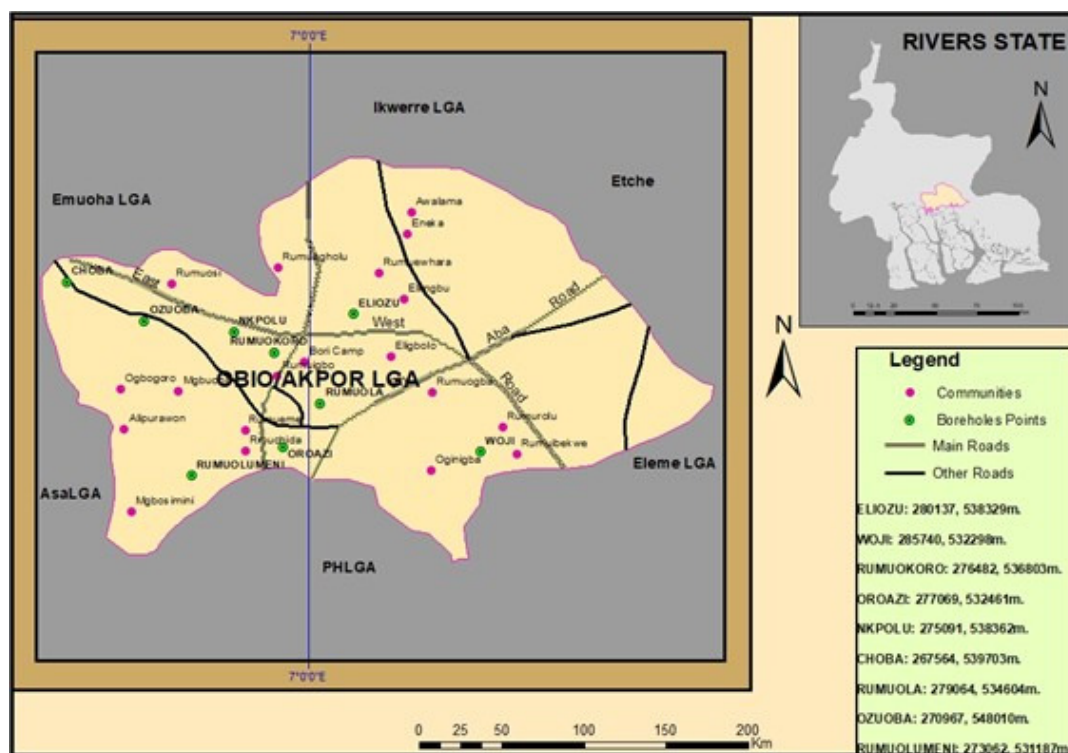 7°0'0"E
RIVERS STATE
N
Ikwerre LGA
Etche
Emuoha LGA
Awalama
Eneka
Rumuewhara
Rumuosi
CHOBA
East
ELIOZU
OZUOBA
NKPOLU
West
Road
Aba
RUMUOKORO
Bori Camp
Eligbolo
Rumuigbo
OBIO/AKPOR LGA
Ogbogoro
RUMUOLA
Road
Alipurawon
WOJI
Rumuibekwe
OROAZI
Oginigba
RUMUOLUMENI
Eleme LGA
AsaLGA
Mgbosimini
PHLGA
7°0'0"E
N
0 25 50 100 150 200
Km
Legend
Communities
Boreholes Points
Main Roads
Other Roads
ELIOZU: 280137, 538329m.
WOJI: 285740, 532298m.
RUMUOKORO: 276482, 536803m.
OROAZI: 277069, 532461m.
NKPOLU: 275091, 538362m.
CHOBA: 267564, 539703m.
RUMUOLA: 279064, 534604m.
OZUOBA: 270967, 548010m.
RUMUOLUMENI: 273062, 531187m